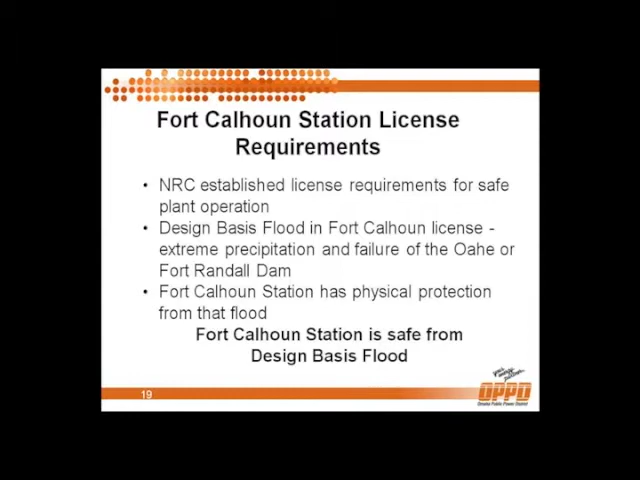 Fort Calhoun Station License
Requirements
• NRC established license requirements for safe
plant operation
• Design Basis Flood in Fort Calhoun license -
extreme precipitation and failure of the Oahe or
Fort Randall Dam
• Fort Calhoun Station has physical protection
from that flood
Fort Calhoun Station is safe from
Design Basis Flood
19
OPPD
Omaha Public Power District